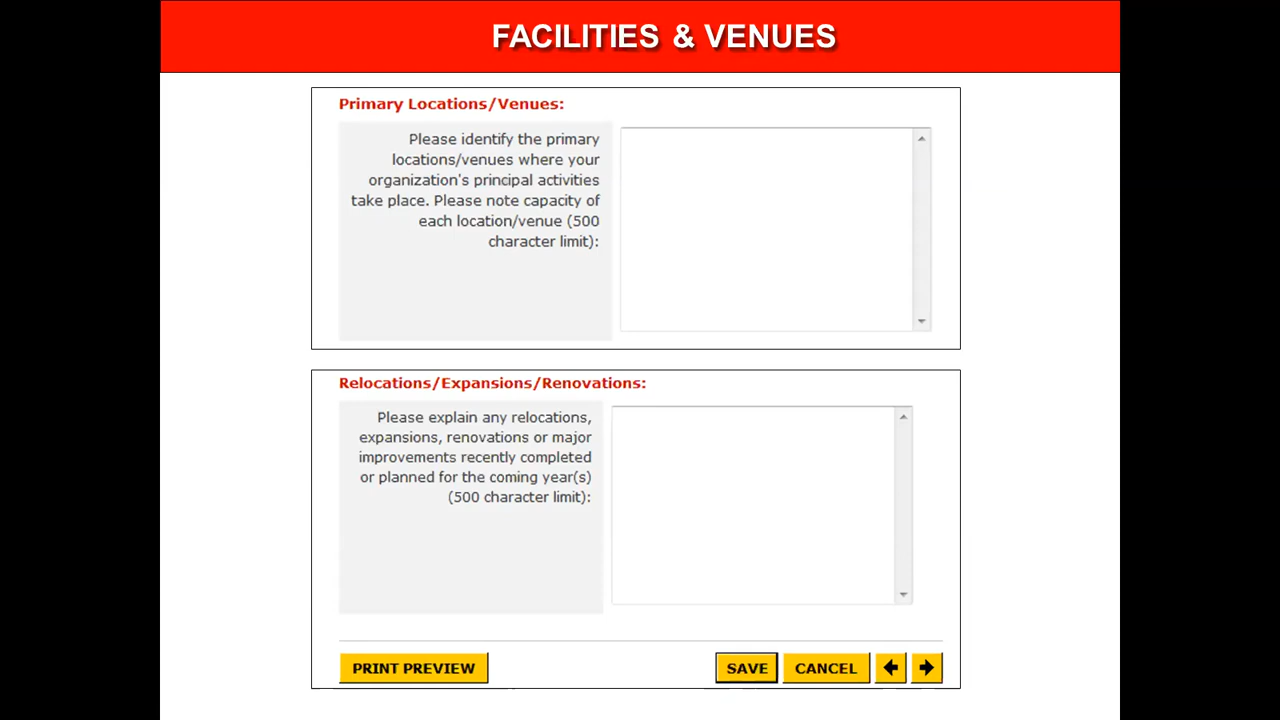 FACILITIES & VENUES
Primary Locations/Venues:
Please identify the primary
locations/venues where your
organization's principal activities
take place. Please note capacity of
each location/venue (500
character limit):
Relocations/Expansions/Renovations:
Please explain any relocations,
expansions, renovations or major
improvements recently completed
or planned for the coming year(s)
(500 character limit):
PRINT PREVIEW SAVE CANCEL